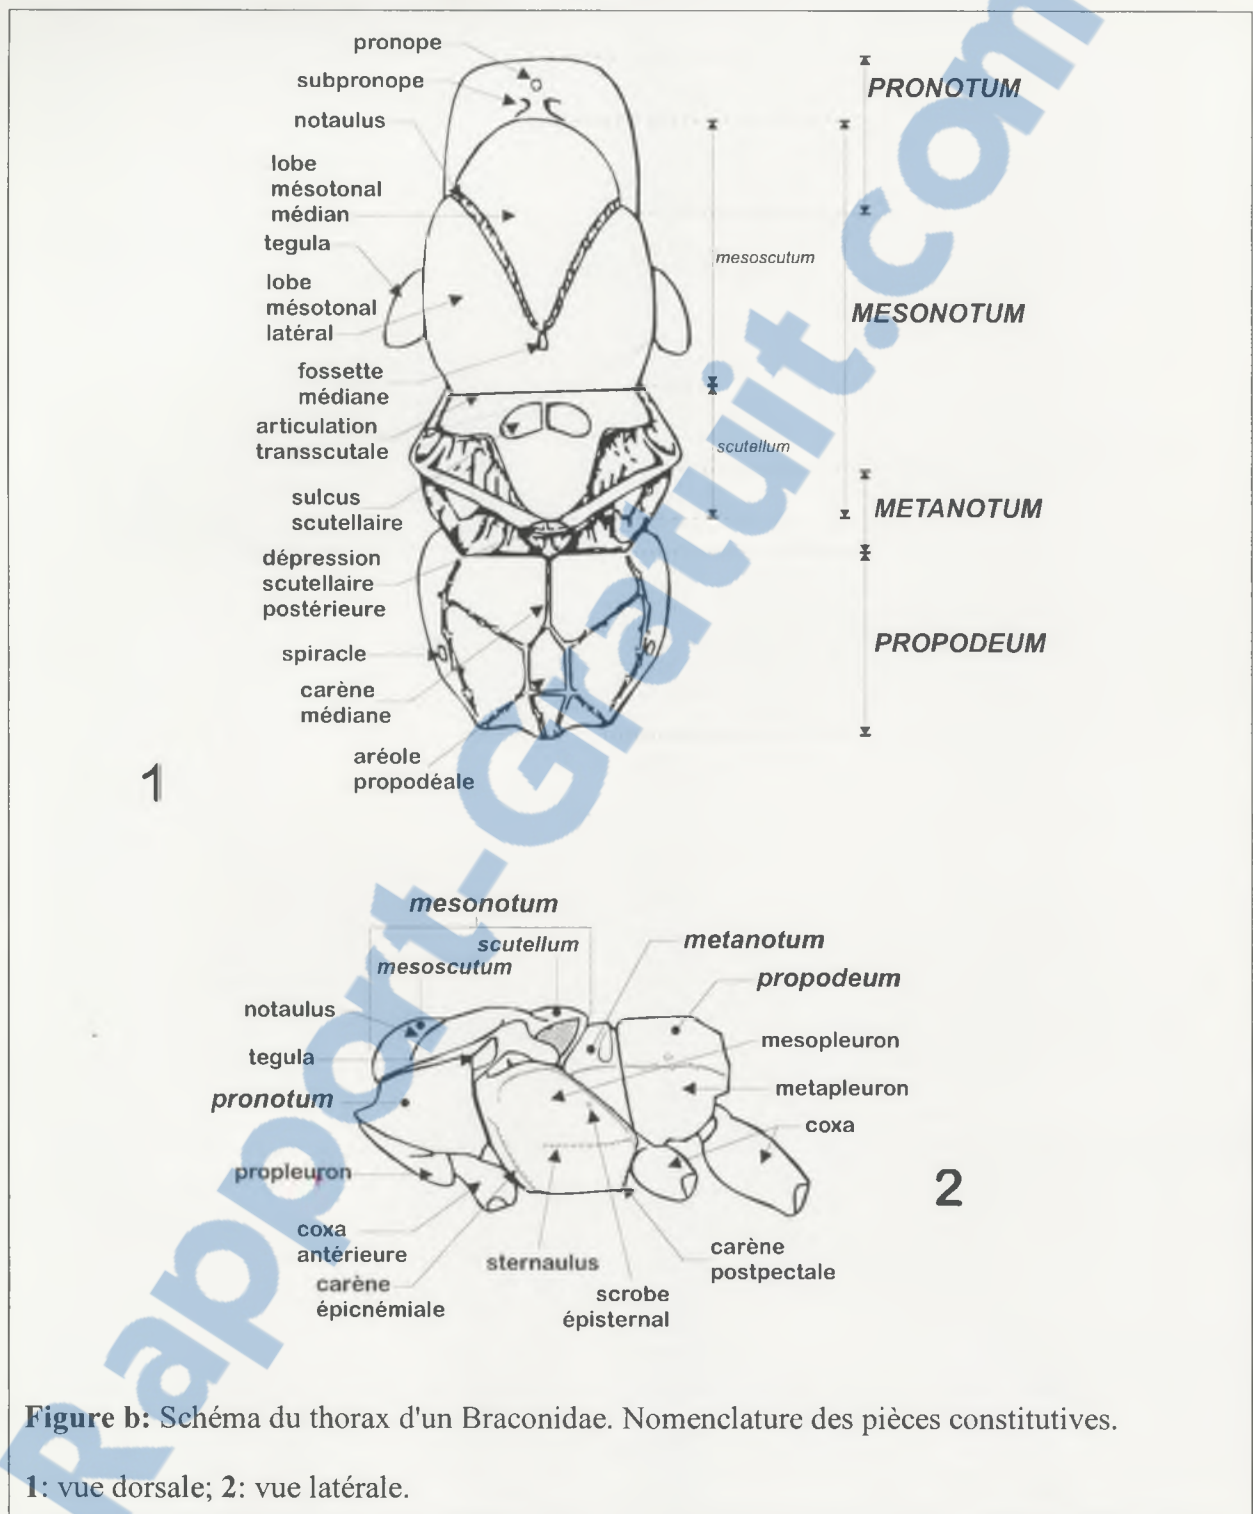 pronope
subpronope
notaulus
lobe
mésotonal
médian
tegula
lobe
mésotonal
latéral
fossette
médiane
articulation
transscutale
sulcus
scutellaire
dépression
scutellaire
postérieure
spiracle
carène
médiane
aréole
propodéale
PRONOTUM
mesoscutum
MESONOTUM
scutellum
METANOTUM
PROPODEUM
1
mesonotum
scutellum
mesoscutum
metanotum
propodeum
notaulus
tegula
pronotum
propleuron
coxa
antérieure
carène
épicnémiale
sternaulus
scrobe
épisternal
carène
postpectale
mesopleuron
metapleuron
coxa
2
Figure b: Schéma du thorax d'un Braconidae. Nomenclature des pièces constitutives.
1: vue dorsale; 2: vue latérale.
Rapport-Gratuit.com